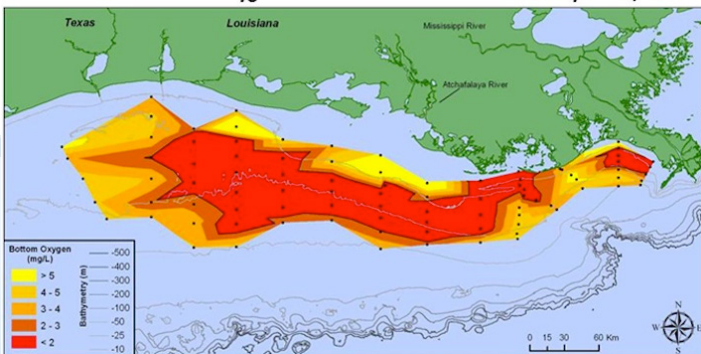 Texas
Louisiana
Mississippi River
Atchafalaya River
Bottom Oxygen
(mg/L)
> 5
4 - 5
3 - 4
2 - 3
< 2
Bathymetry (m)
-500
-400
-300
-200
-100
-50
-25
-10
N
W
E
S
0 15 30 60 Km